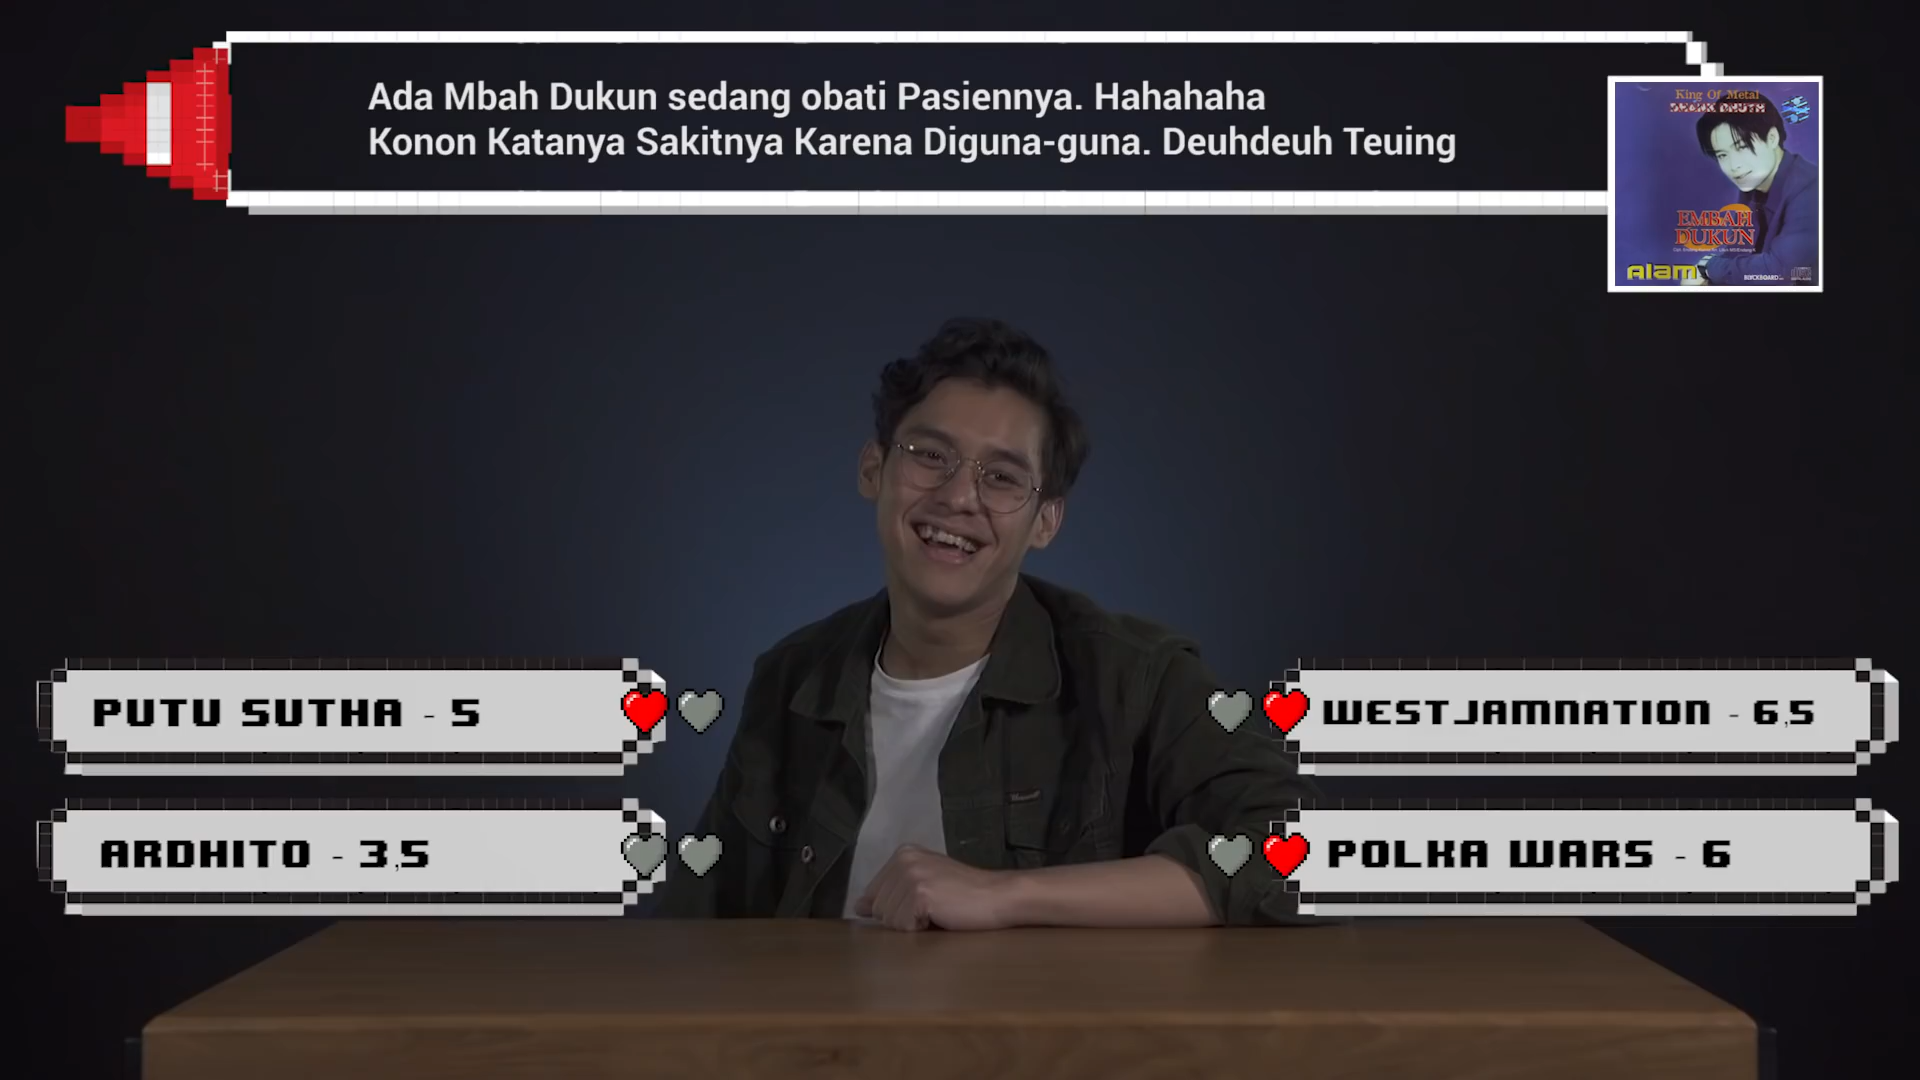 Ada Mbah Dukun sedang obati Pasiennya. Hahahaha
Konon Katanya Sakitnya Karena Diguna-guna. Deuhdeuh Teuing
King Of Metal
EMBAH
DUKUN
Alam
BLACKBOARD
PUTU SUTHA - 5
WESTJAMNATION - 6,5
ARDHITO - 3,5
POLKA WARS - 6